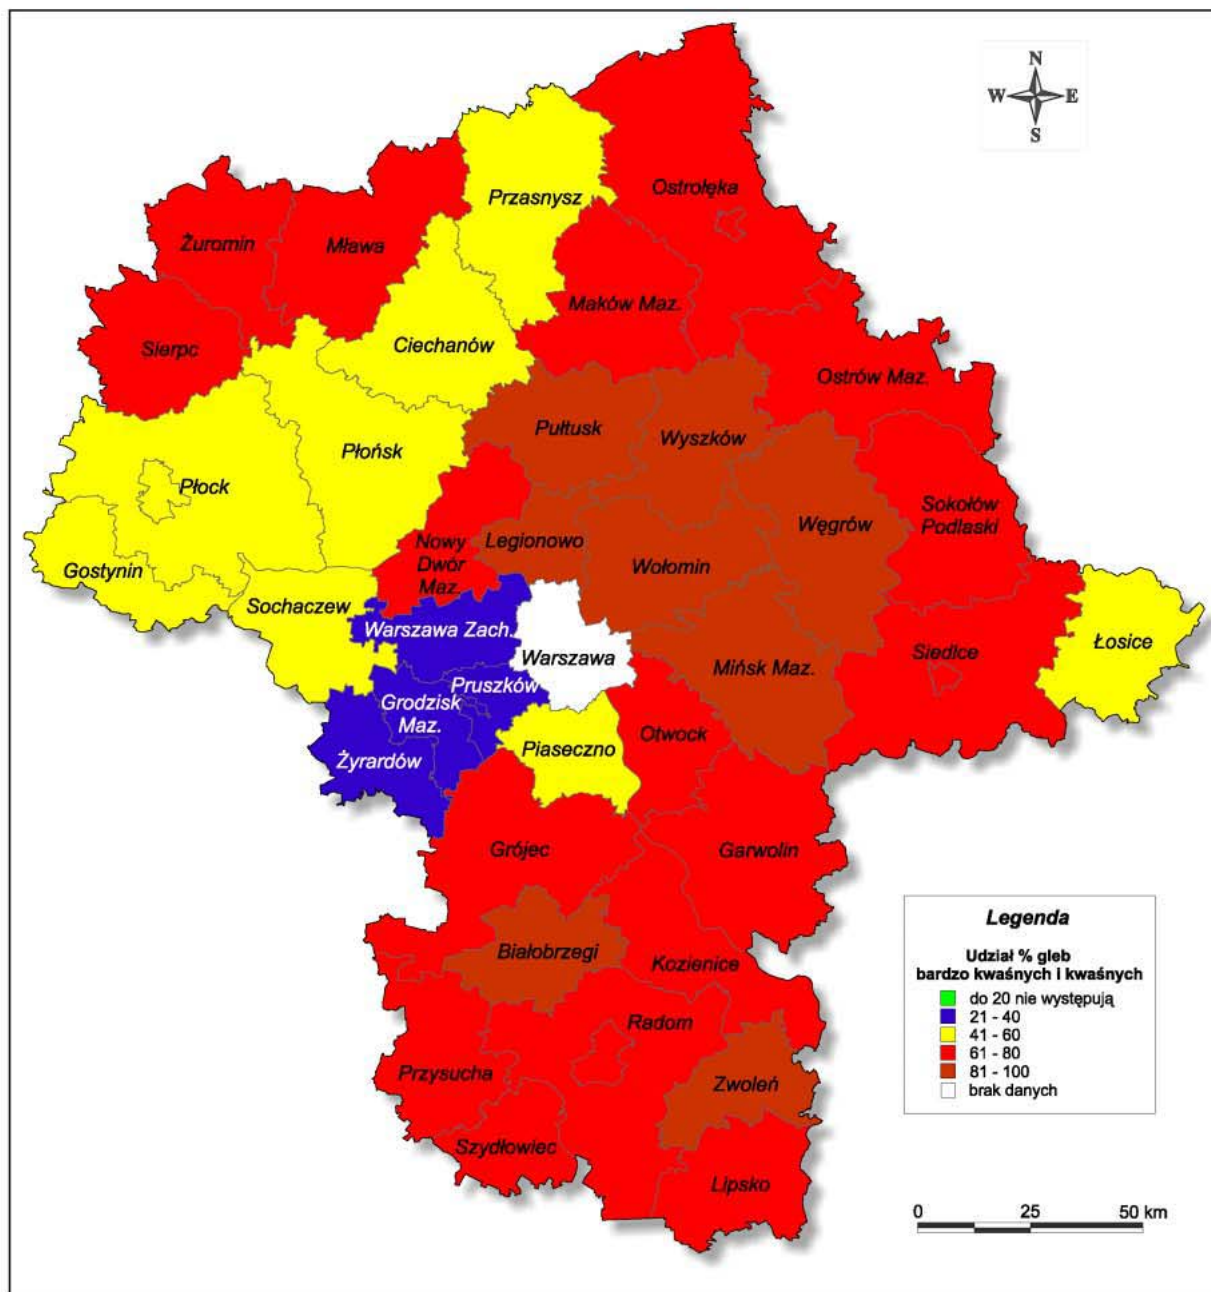 N
W E
S
Przasnysz
Ostrołęka
Żuromin
Mława
Maków Maz.
Sierpc
Ciechanów
Ostrów Maz.
Pułtusk
Wyszków
Płońsk
Płock
Sokołów
Podlaski
Węgrów
Nowy
Dwór
Maz.
Legionowo
Wołomin
Gostynin
Sochaczew
Warszawa Zach.
Warszawa
Siedlce
Łosice
Mińsk Maz.
Pruszków
Grodzisk
Maz.
Otwock
Piaseczno
Żyrardów
Grójec
Garwolin
Białobrzegi
Kozienice
Radom
Przysucha
Zwoleń
Szydłowiec
Lipsko
Legenda
Udział % gleb
bardzo kwaśnych i kwaśnych
do 20 nie występują
21 - 40
41 - 60
61 - 80
81 - 100
brak danych
0 25 50 km